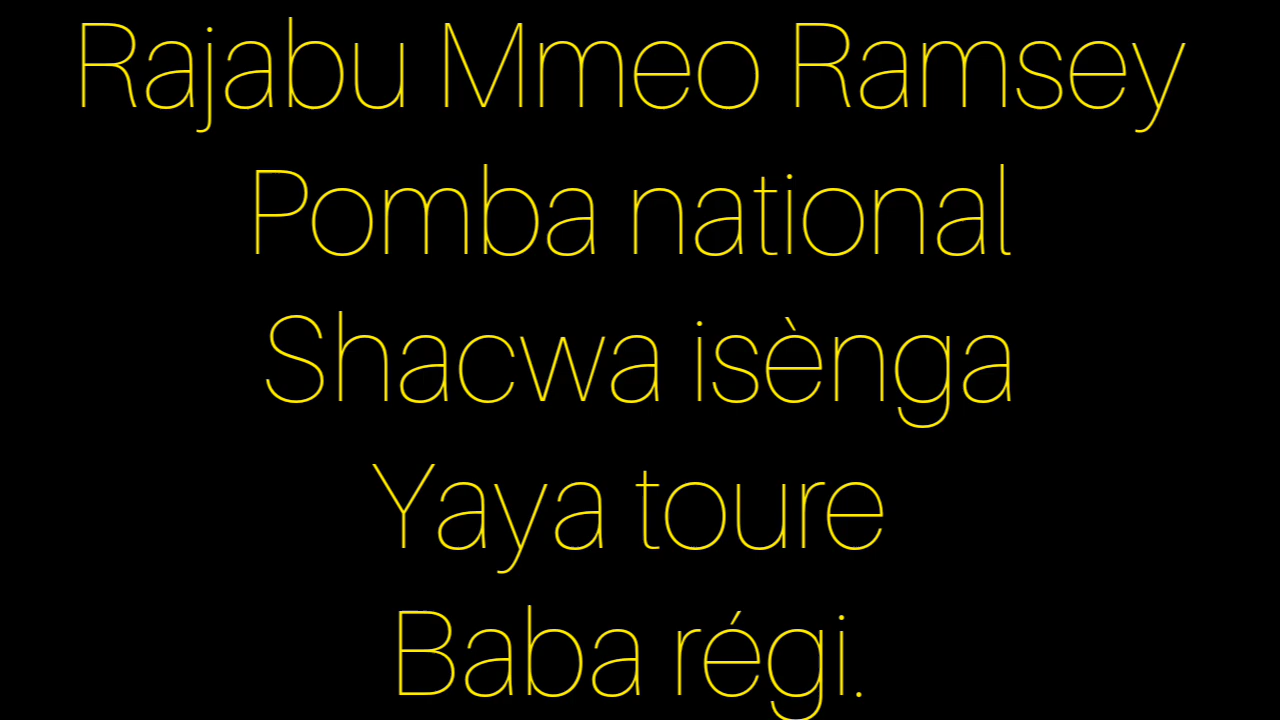 Rajabu Mmeo Ramsey
Pomba national
Shacwa isènga
Yaya toure
Baba régi.